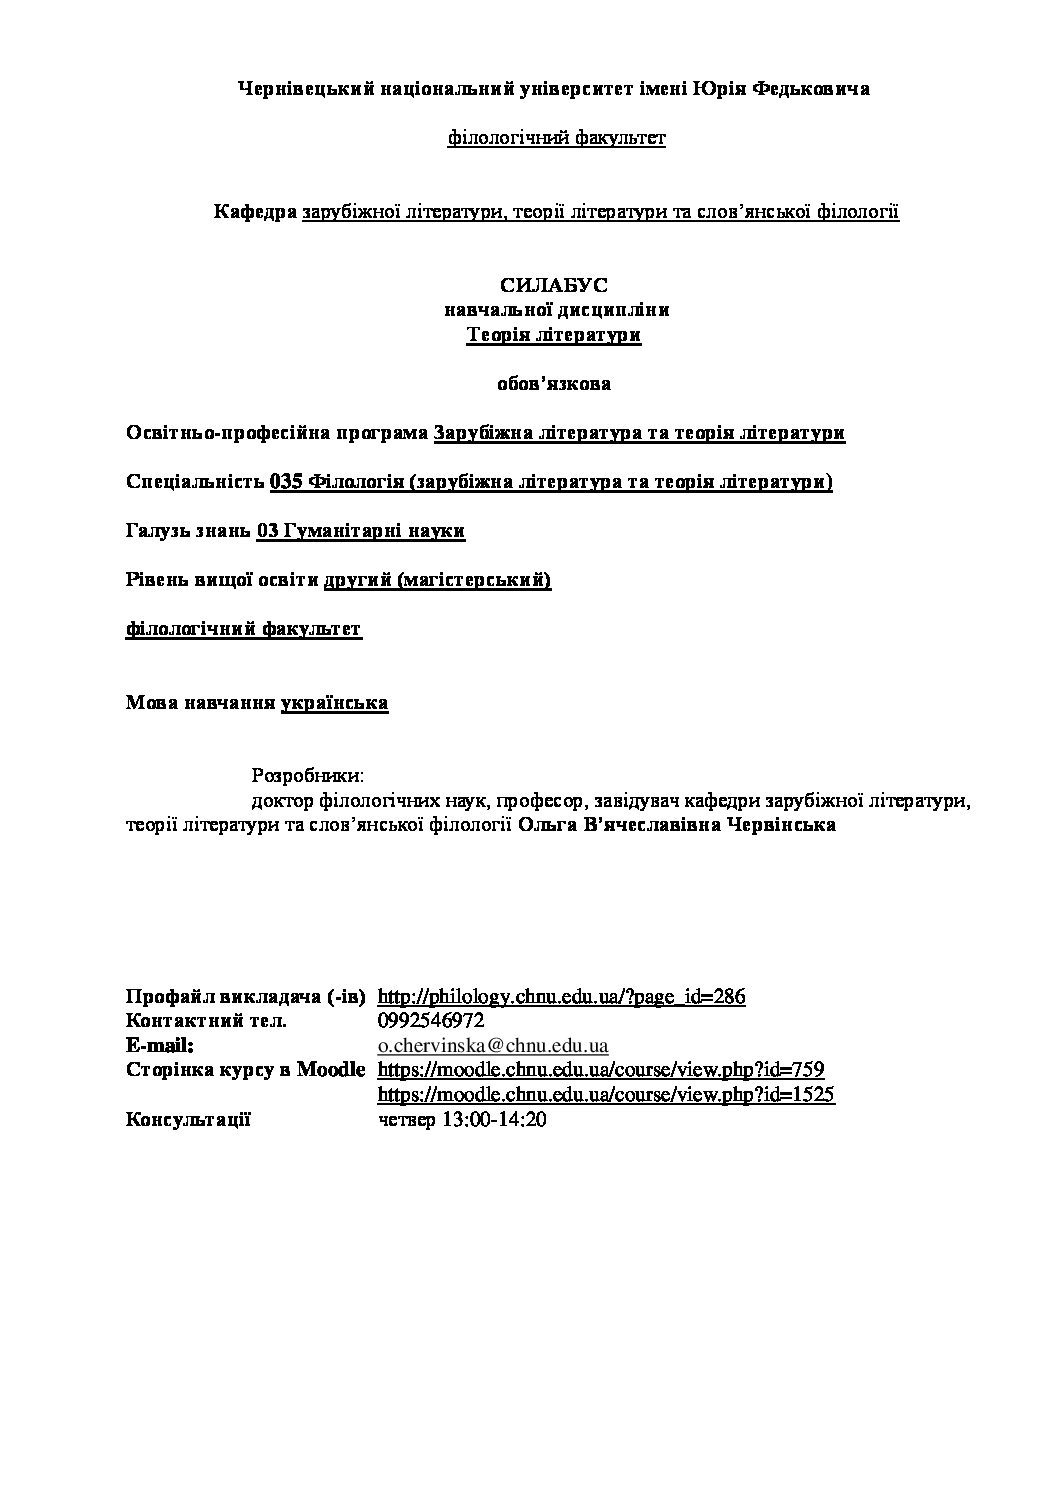 Чернівецький національний університет імені Юрія Федьковича
філологічний факультет
Кафедра зарубіжної літератури, теорії літератури та слов’янської філології
СИЛАБУС
навчальної дисципліни
Теорія літератури
обов’язкова
Освітньо-професійна програма Зарубіжна література та теорія літератури
Спеціальність 035 Філологія (зарубіжна література та теорія літератури)
Галузь знань 03 Гуманітарні науки
Рівень вищої освіти другий (магістерський)
філологічний факультет
Мова навчання українська
Розробники:
доктор філологічних наук, професор, завідувач кафедри зарубіжної літератури,
теорії літератури та слов’янської філології Ольга В’ячеславівна Червінська
Профайл викладача (-ів) http://philology.chnu.edu.ua/?page_id=286
Контактний тел. 0992546972
E-mail: o.chervinska@chnu.edu.ua
Сторінка курсу в Moodle https://moodle.chnu.edu.ua/course/view.php?id=759
https://moodle.chnu.edu.ua/course/view.php?id=1525
Консультації четвер 13:00-14:20